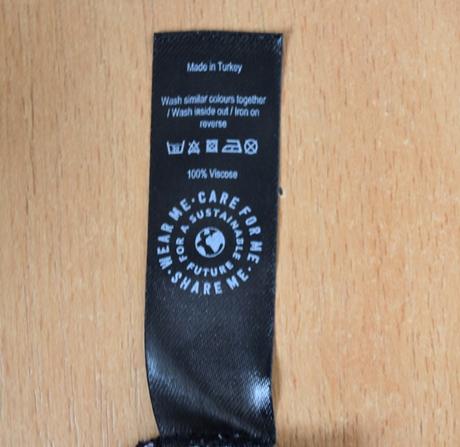 Made in Turkey
Wash similar colours together
/ Wash inside out / Iron on
reverse
100% Viscose
WEAR ME • CARE FOR ME • SHARE ME •
FOR A SUSTAINABLE FUTURE